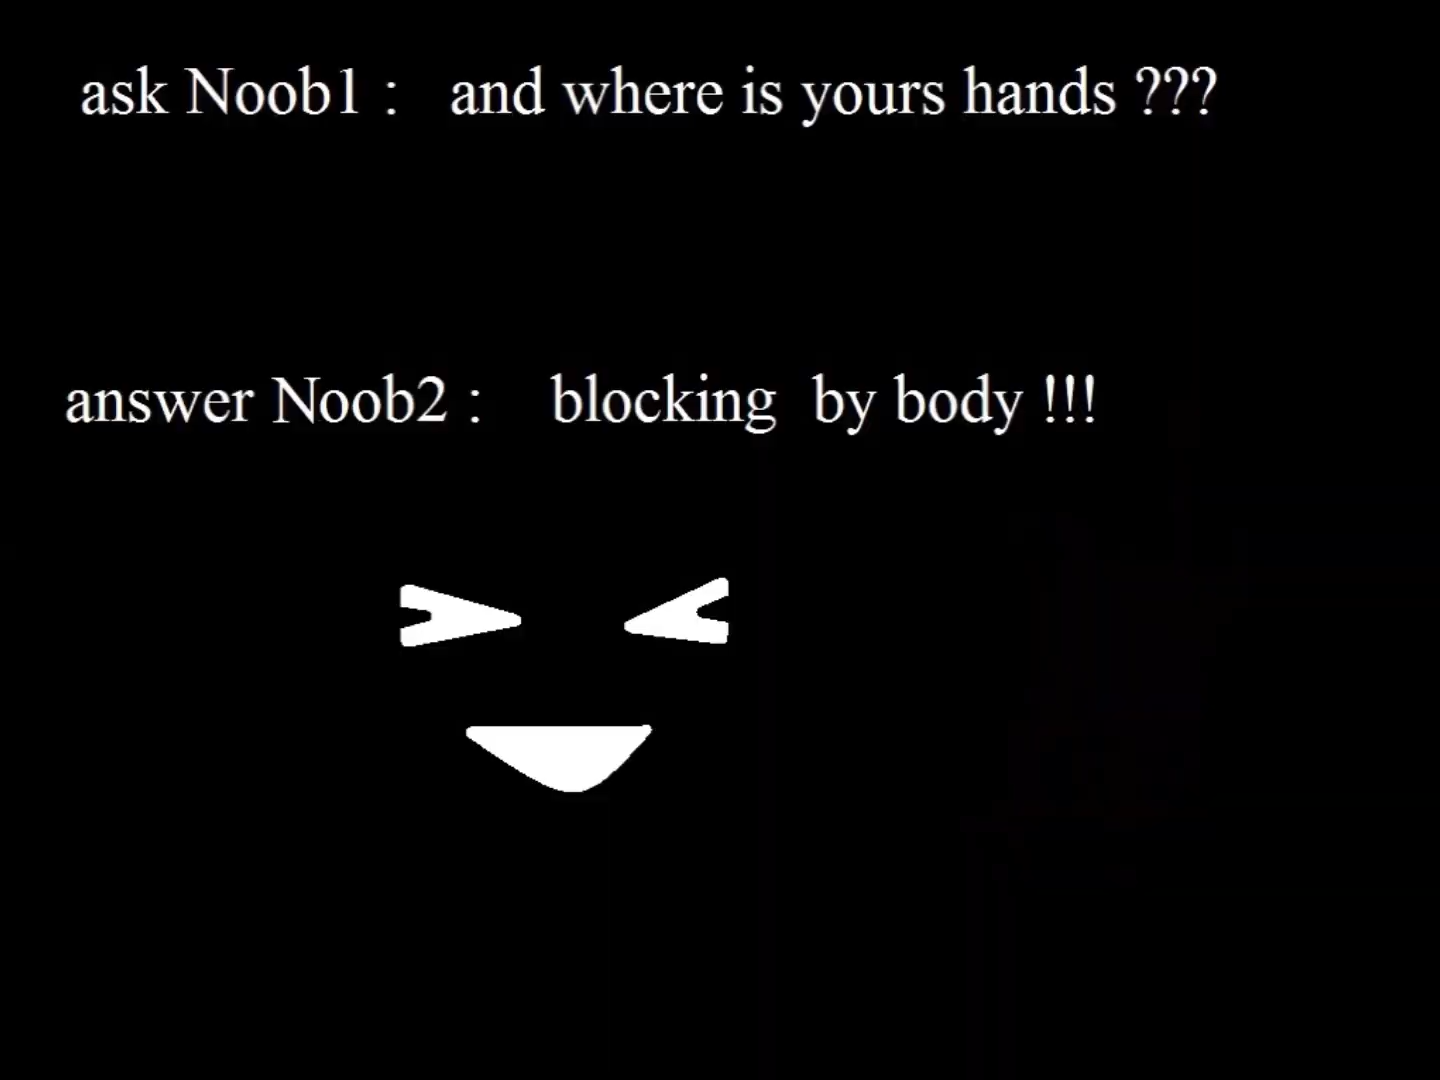 ask Noob1 : and where is yours hands ???
answer Noob2 : blocking by body !!!